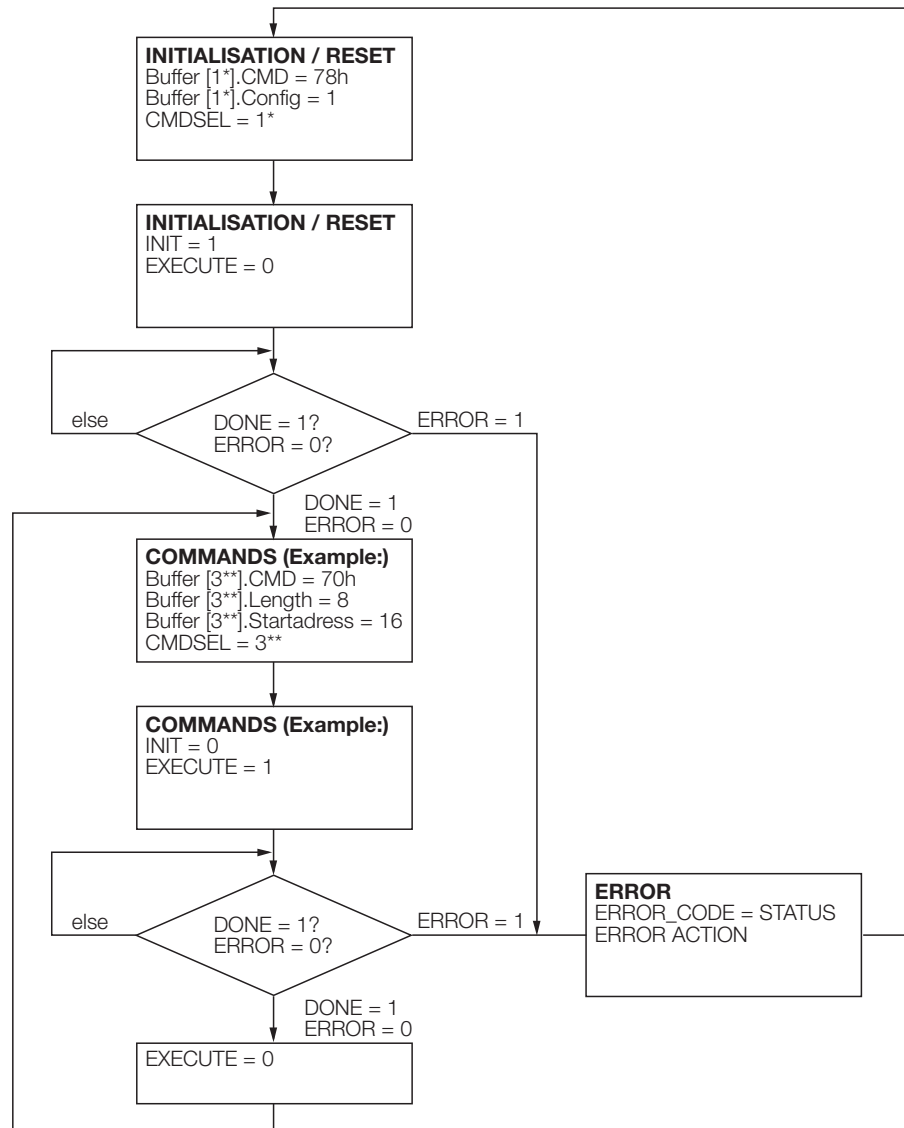 INITIALISATION / RESET
Buffer [1*].CMD = 78h
Buffer [1*].Config = 1
CMDSEL = 1*
INITIALISATION / RESET
INIT = 1
EXECUTE = 0
else
DONE = 1?
ERROR = 0?
ERROR = 1
DONE = 1
ERROR = 0
COMMANDS (Example:)
Buffer [3**].CMD = 70h
Buffer [3**].Length = 8
Buffer [3**].Startadress = 16
CMDSEL = 3**
COMMANDS (Example:)
INIT = 0
EXECUTE = 1
else
DONE = 1?
ERROR = 0?
ERROR = 1
ERROR
ERROR_CODE = STATUS
ERROR ACTION
DONE = 1
ERROR = 0
EXECUTE = 0